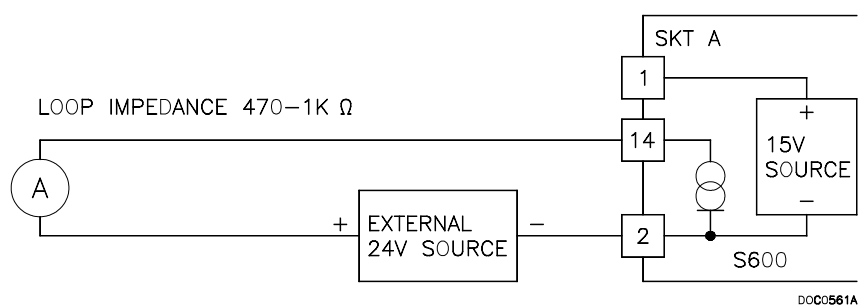 SKT A
1
LOOP IMPEDANCE 470-1K Ω
14
+
15V
SOURCE
-
A
+
EXTERNAL
24V SOURCE
-
2
S600
DOC0561A